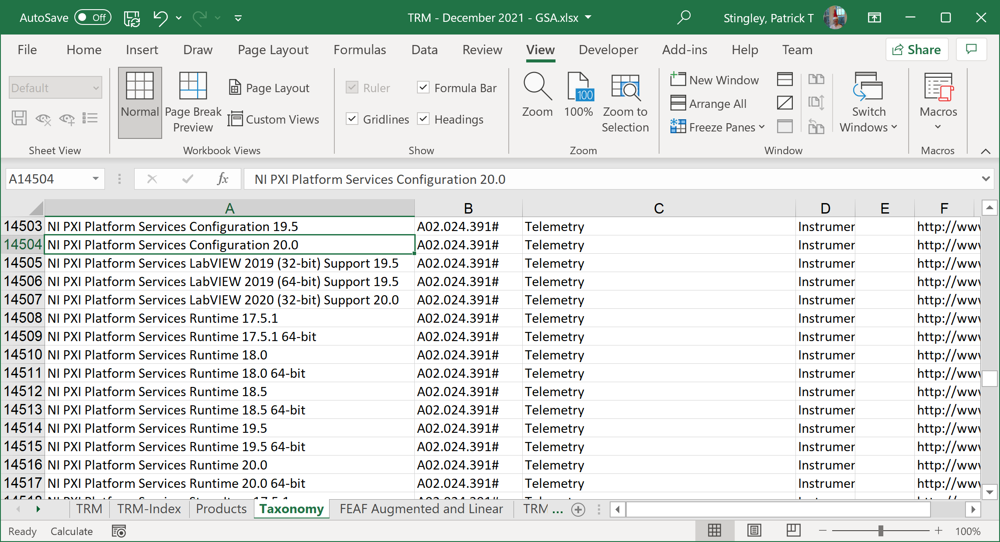 AutoSave Off TRM - December 2021 - GSA.xlsx Stingley, Patrick T
File Home Insert Draw Page Layout Formulas Data Review View Developer Add-ins Help Team Share
Default Normal Page Break Preview Page Layout Custom Views Ruler Formula Bar Gridlines Headings Zoom 100 100% Zoom to Selection New Window Arrange All Freeze Panes Switch Windows Macros
Sheet View Workbook Views Show Zoom Window Macros
A14504 fx NI PXI Platform Services Configuration 20.0
A B C D E F
14503 NI PXI Platform Services Configuration 19.5 A02.024.391# Telemetry Instrumer http://ww
14504 NI PXI Platform Services Configuration 20.0 A02.024.391# Telemetry Instrumer http://ww
14505 NI PXI Platform Services LabVIEW 2019 (32-bit) Support 19.5 A02.024.391# Telemetry Instrumer http://ww
14506 NI PXI Platform Services LabVIEW 2019 (64-bit) Support 19.5 A02.024.391# Telemetry Instrumer http://ww
14507 NI PXI Platform Services LabVIEW 2020 (32-bit) Support 20.0 A02.024.391# Telemetry Instrumer http://ww
14508 NI PXI Platform Services Runtime 17.5.1 A02.024.391# Telemetry Instrumer http://ww
14509 NI PXI Platform Services Runtime 17.5.1 64-bit A02.024.391# Telemetry Instrumer http://ww
14510 NI PXI Platform Services Runtime 18.0 A02.024.391# Telemetry Instrumer http://ww
14511 NI PXI Platform Services Runtime 18.0 64-bit A02.024.391# Telemetry Instrumer http://ww
14512 NI PXI Platform Services Runtime 18.5 A02.024.391# Telemetry Instrumer http://ww
14513 NI PXI Platform Services Runtime 18.5 64-bit A02.024.391# Telemetry Instrumer http://ww
14514 NI PXI Platform Services Runtime 19.5 A02.024.391# Telemetry Instrumer http://ww
14515 NI PXI Platform Services Runtime 19.5 64-bit A02.024.391# Telemetry Instrumer http://ww
14516 NI PXI Platform Services Runtime 20.0 A02.024.391# Telemetry Instrumer http://ww
14517 NI PXI Platform Services Runtime 20.0 64-bit A02.024.391# Telemetry Instrumer http://ww
TRM TRM-Index Products Taxonomy FEAF Augmented and Linear TRM ...
Ready Calculate 100%